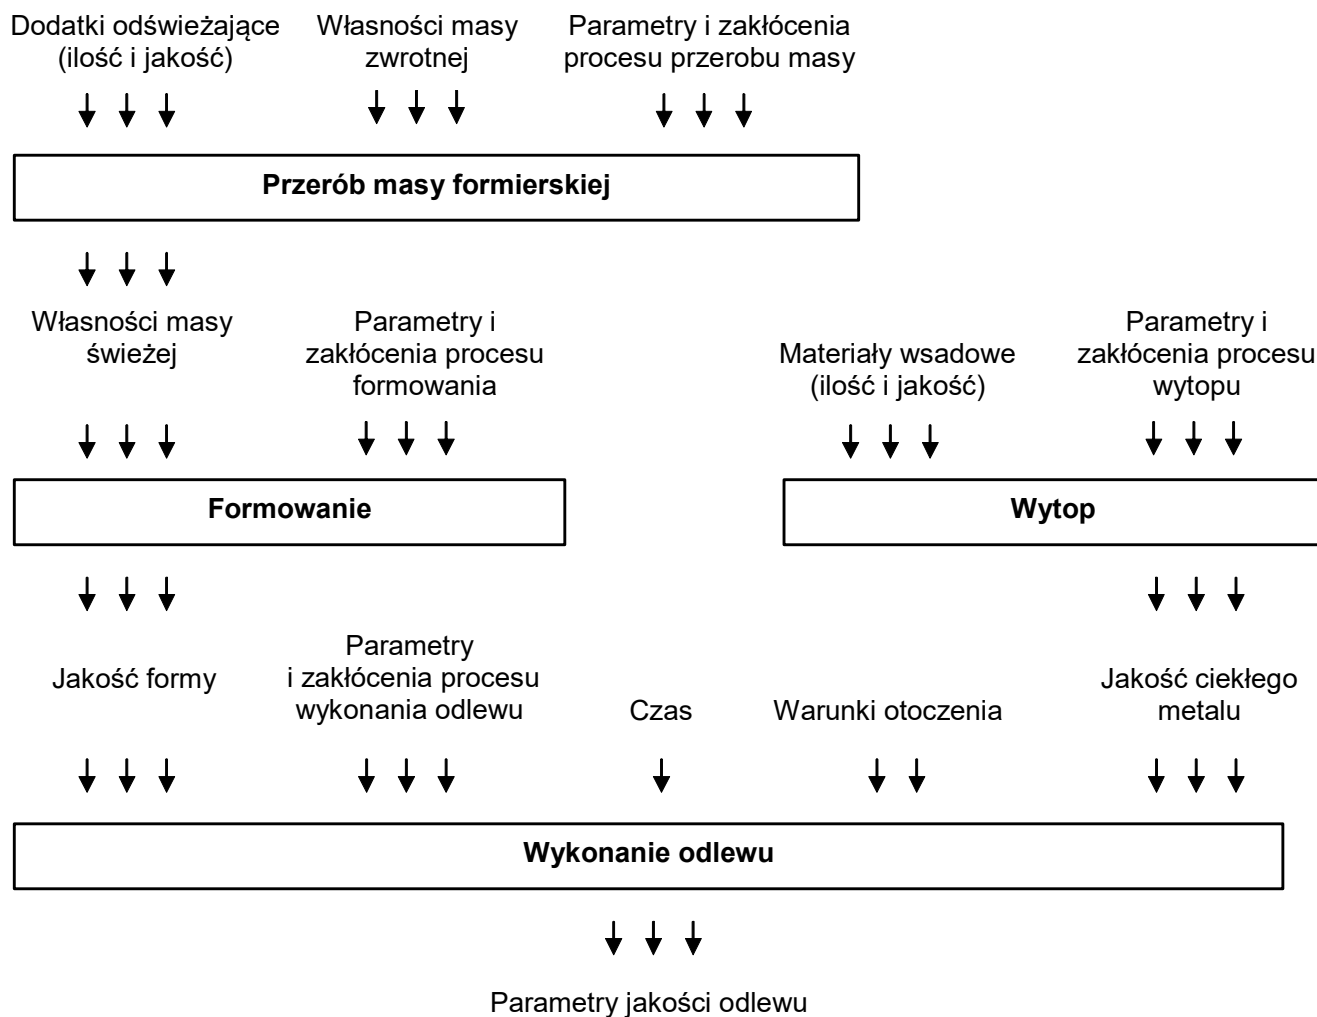 Dodatki odświeżające
(ilość i jakość)
Własności masy
zwrotnej
Parametry i zakłócenia
procesu przerobu masy
Przerób masy formierskiej
Własności masy
świeżej
Parametry i
zakłócenia procesu
formowania
Materiały wsadowe
(ilość i jakość)
Parametry i
zakłócenia procesu
wytopu
Formowanie
Wytop
Jakość formy
Parametry
i zakłócenia procesu
wykonania odlewu
Czas
Warunki otoczenia
Jakość ciekłego
metalu
Wykonanie odlewu
Parametry jakości odlewu